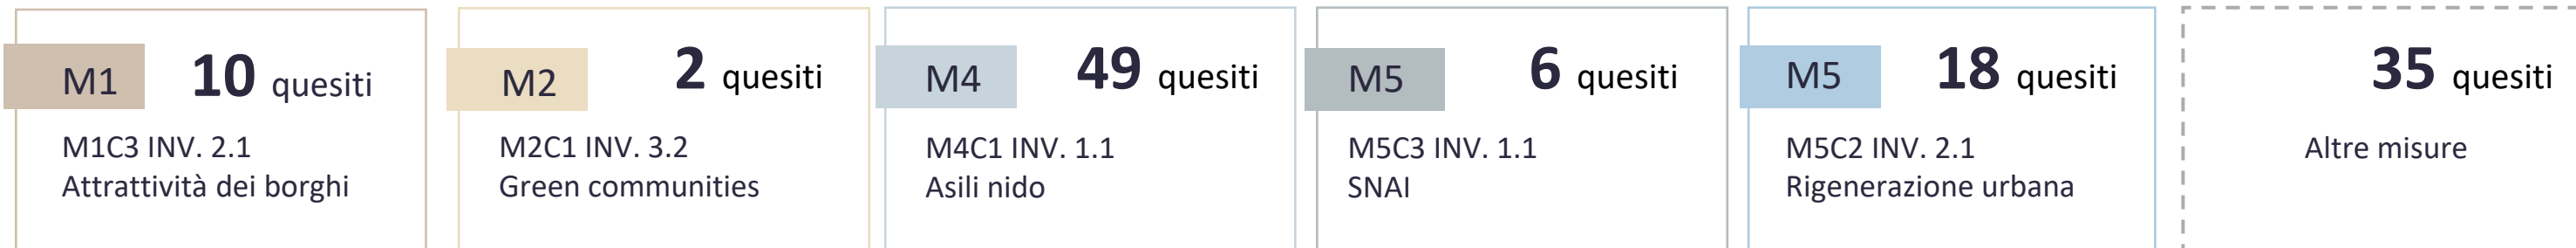 M1
10 quesiti
M1C3 INV. 2.1
Attrattività dei borghi
M2
2 quesiti
M2C1 INV. 3.2
Green communities
M4
49 quesiti
M4C1 INV. 1.1
Asili nido
M5
6 quesiti
M5C3 INV. 1.1
SNAI
M5
18 quesiti
M5C2 INV. 2.1
Rigenerazione urbana
35 quesiti
Altre misure